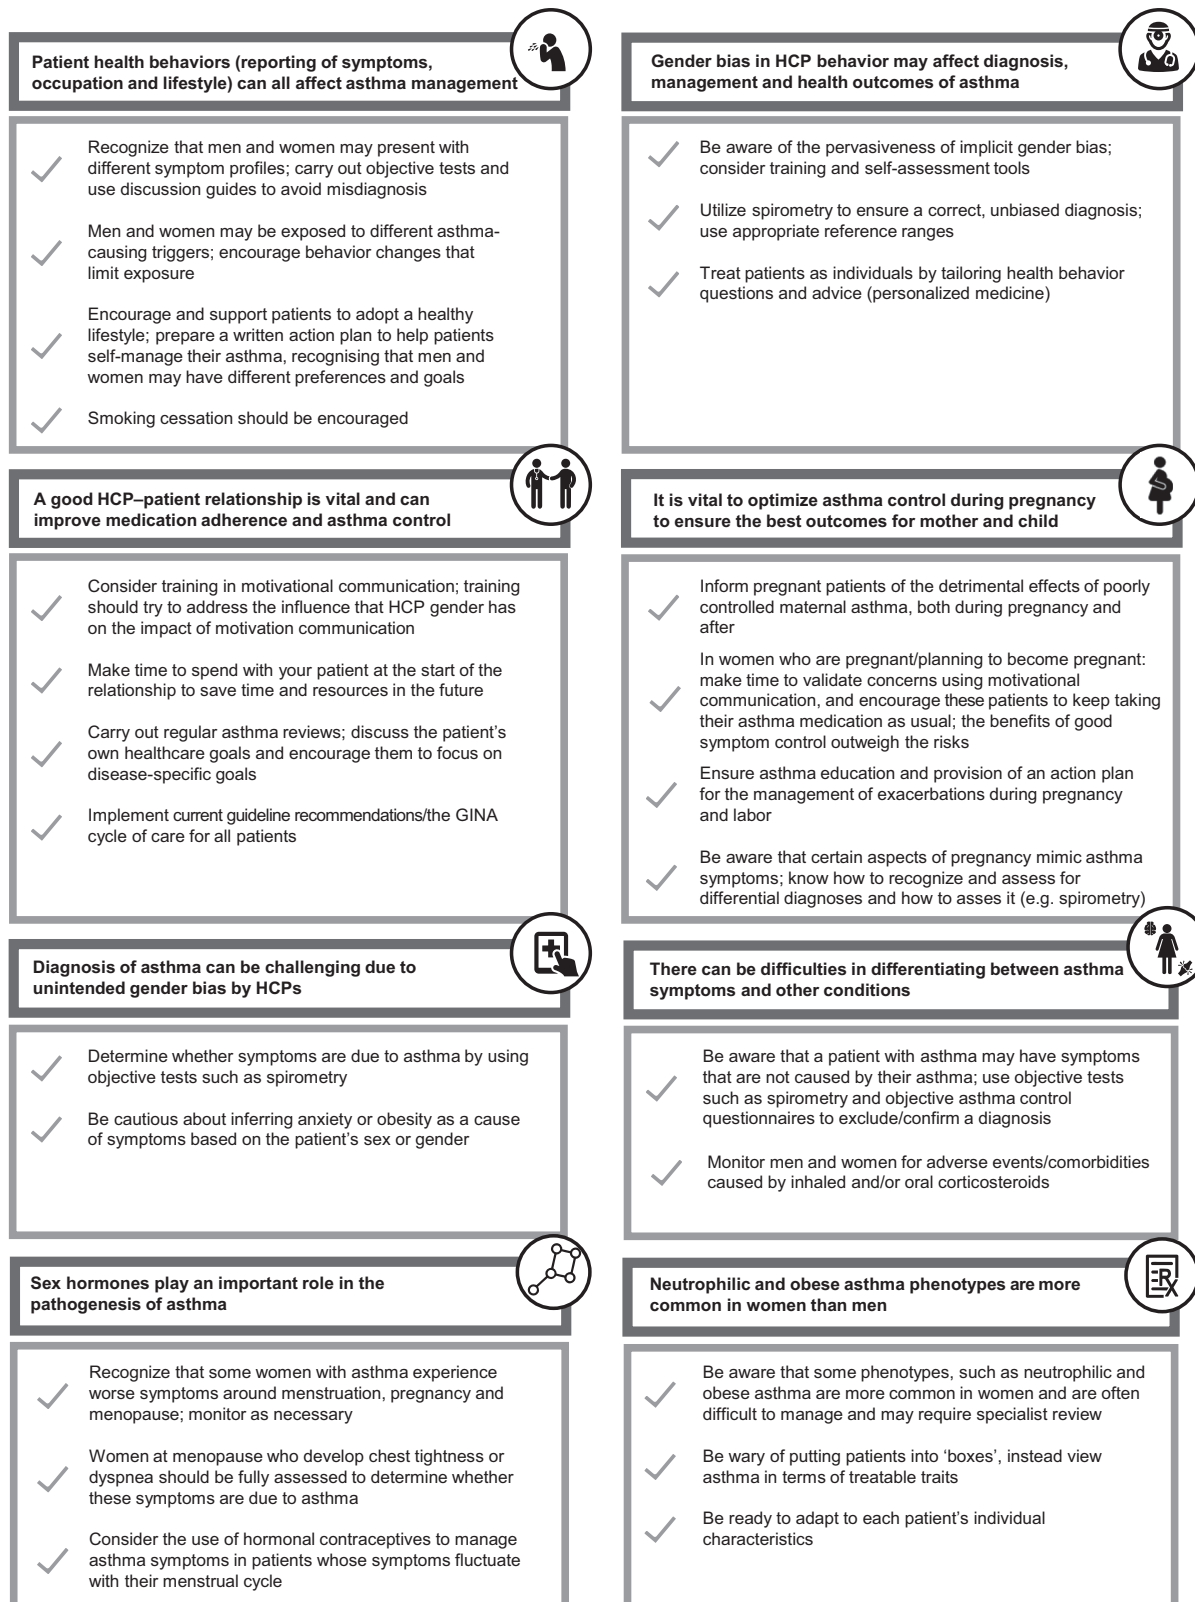 Patient health behaviors (reporting of symptoms,
occupation and lifestyle) can all affect asthma management
Recognize that men and women may present with
different symptom profiles; carry out objective tests and
use discussion guides to avoid misdiagnosis
Men and women may be exposed to different asthma-
causing triggers; encourage behavior changes that
limit exposure
Encourage and support patients to adopt a healthy
lifestyle; prepare a written action plan to help patients
self-manage their asthma, recognising that men and
women may have different preferences and goals
Smoking cessation should be encouraged
Gender bias in HCP behavior may affect diagnosis,
management and health outcomes of asthma
Be aware of the pervasiveness of implicit gender bias;
consider training and self-assessment tools
Utilize spirometry to ensure a correct, unbiased diagnosis;
use appropriate reference ranges
Treat patients as individuals by tailoring health behavior
questions and advice (personalized medicine)
A good HCP–patient relationship is vital and can
improve medication adherence and asthma control
Consider training in motivational communication; training
should try to address the influence that HCP gender has
on the impact of motivation communication
Make time to spend with your patient at the start of the
relationship to save time and resources in the future
Carry out regular asthma reviews; discuss the patient's
own healthcare goals and encourage them to focus on
disease-specific goals
Implement current guideline recommendations/the GINA
cycle of care for all patients
It is vital to optimize asthma control during pregnancy
to ensure the best outcomes for mother and child
Inform pregnant patients of the detrimental effects of poorly
controlled maternal asthma, both during pregnancy and
after
In women who are pregnant/planning to become pregnant:
make time to validate concerns using motivational
communication, and encourage these patients to keep taking
their asthma medication as usual; the benefits of good
symptom control outweigh the risks
Ensure asthma education and provision of an action plan
for the management of exacerbations during pregnancy
and labor
Be aware that certain aspects of pregnancy mimic asthma
symptoms; know how to recognize and assess for
differential diagnoses and how to asses it (e.g. spirometry)
Diagnosis of asthma can be challenging due to
unintended gender bias by HCPs
Determine whether symptoms are due to asthma by using
objective tests such as spirometry
Be cautious about inferring anxiety or obesity as a cause
of symptoms based on the patient's sex or gender
There can be difficulties in differentiating between asthma
symptoms and other conditions
Be aware that a patient with asthma may have symptoms
that are not caused by their asthma; use objective tests
such as spirometry and objective asthma control
questionnaires to exclude/confirm a diagnosis
Monitor men and women for adverse events/comorbidities
caused by inhaled and/or oral corticosteroids
Sex hormones play an important role in the
pathogenesis of asthma
Recognize that some women with asthma experience
worse symptoms around menstruation, pregnancy and
menopause; monitor as necessary
Women at menopause who develop chest tightness or
dyspnea should be fully assessed to determine whether
these symptoms are due to asthma
Consider the use of hormonal contraceptives to manage
asthma symptoms in patients whose symptoms fluctuate
with their menstrual cycle
Neutrophilic and obese asthma phenotypes are more
common in women than men
Rx
Be aware that some phenotypes, such as neutrophilic and
obese asthma are more common in women and are often
difficult to manage and may require specialist review
Be wary of putting patients into ‘boxes’, instead view
asthma in terms of treatable traits
Be ready to adapt to each patient's individual
characteristics